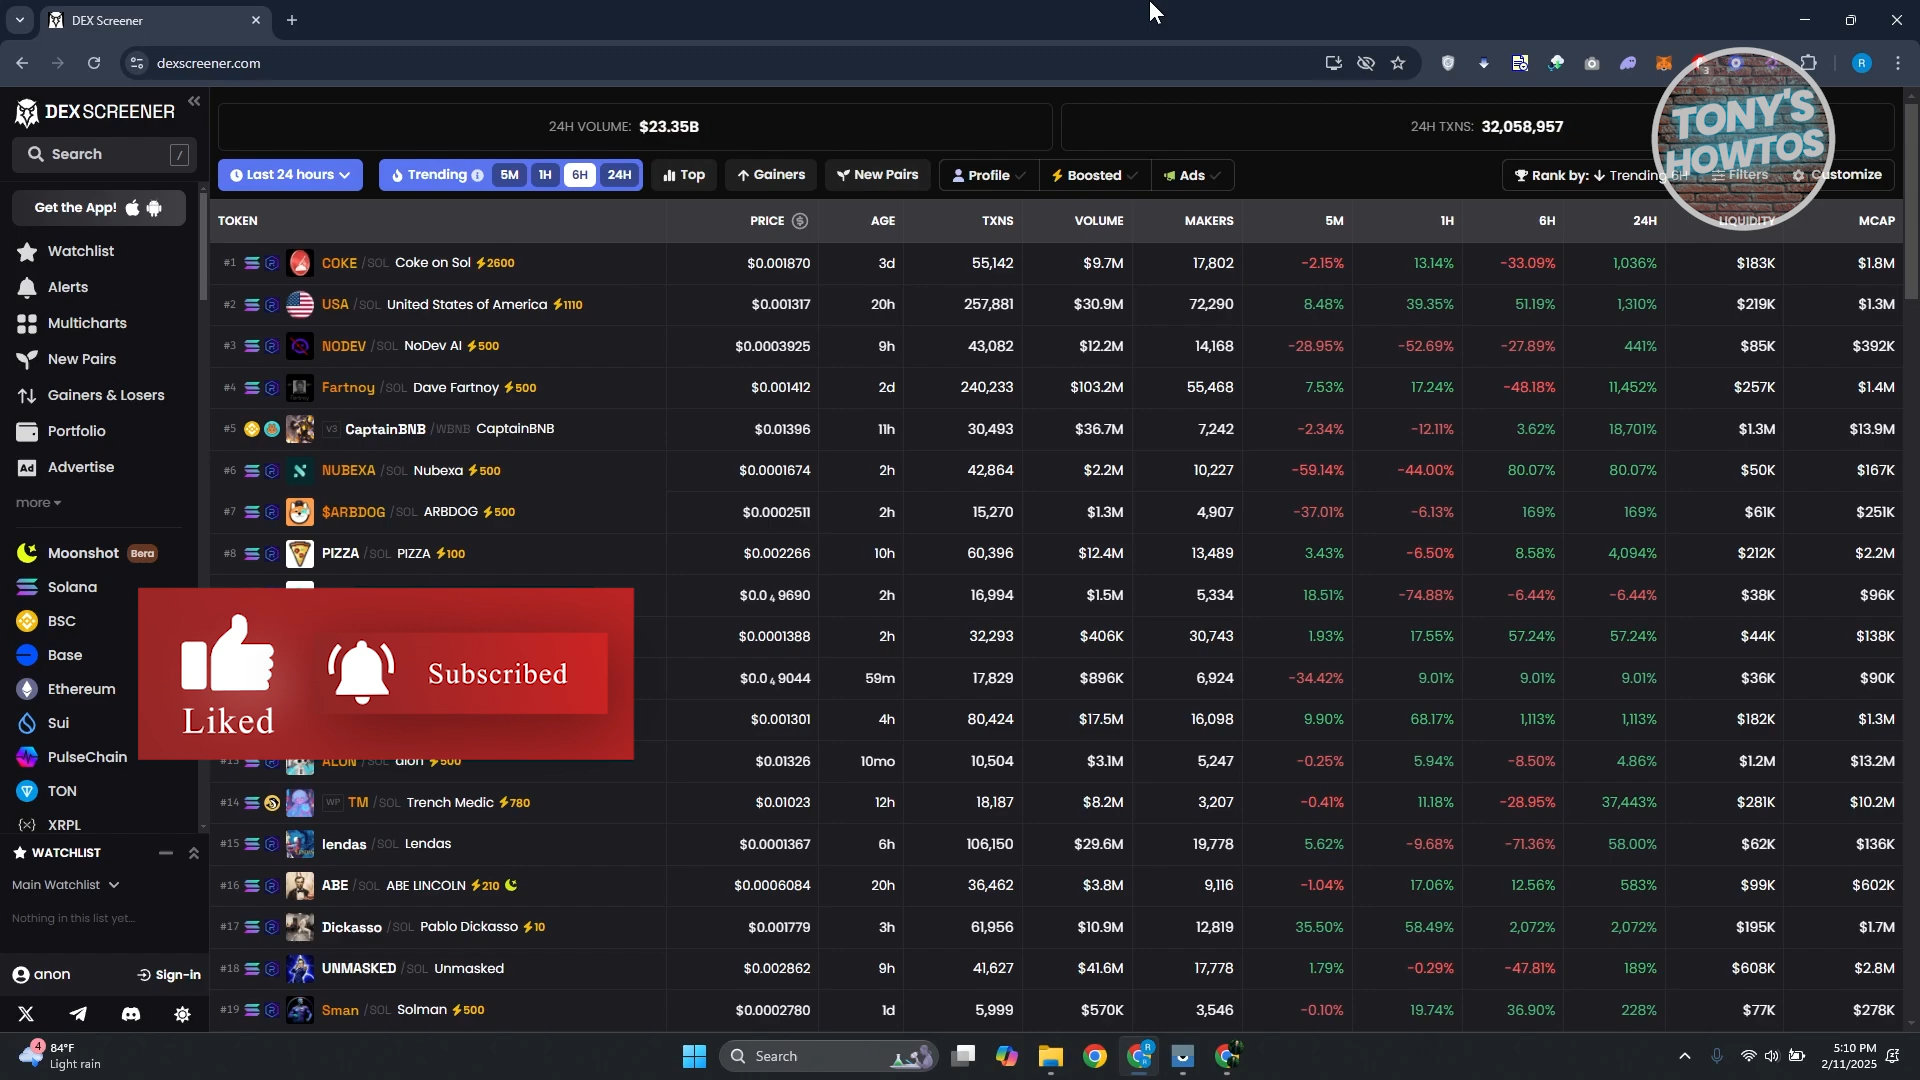 DEX Screener
dexscreener.com
R
TONY'S
HOWTOS
DEX SCREENER
Search /
Get the App!
Watchlist
Alerts
Multicharts
New Pairs
Gainers & Losers
Portfolio
Ad Advertise
more
Moonshot Bera
Solana
BSC
Base
Ethereum
Sui
PulseChain
TON
XRPL
WATCHLIST
Main Watchlist
Nothing in this list yet...
anon Sign-in
24H VOLUME: $23.35B
24H TXNS: 32,058,957
Last 24 hours Trending 5M 1H 6H 24H Top Gainers New Pairs Profile Boosted Ads Rank by: Trending 6H Filters Customize
TOKEN PRICE AGE TXNS VOLUME MAKERS 5M 1H 6H 24H LIQUIDITY MCAP
#1 COKE /SOL Coke on Sol 2600 $0.001870 3d 55,142 $9.7M 17,802 -2.15% 13.14% -33.09% 1,036% $183K $1.8M
#2 USA /SOL United States of America 1110 $0.001317 20h 257,881 $30.9M 72,290 8.48% 39.35% 51.19% 1,310% $219K $1.3M
#3 NODEV /SOL NoDev AI 500 $0.0003925 9h 43,082 $12.2M 14,168 -28.95% -52.69% -27.89% 441% $85K $392K
#4 Fartnoy /SOL Dave Fartnoy 500 $0.001412 2d 240,233 $103.2M 55,468 7.53% 17.24% -48.18% 11,452% $257K $1.4M
#5 V3 CaptainBNB /WBNB CaptainBNB $0.01396 11h 30,493 $36.7M 7,242 -2.34% -12.11% 3.62% 18,701% $1.3M $13.9M
#6 NUBEXA /SOL Nubexa 500 $0.0001674 2h 42,864 $2.2M 10,227 -59.14% -44.00% 80.07% 80.07% $50K $167K
#7 $ARBDOG /SOL ARBDOG 500 $0.0002511 2h 15,270 $1.3M 4,907 -37.01% -6.13% 169% 169% $61K $251K
#8 PIZZA /SOL PIZZA 100 $0.002266 10h 60,396 $12.4M 13,489 3.43% -6.50% 8.58% 4,094% $212K $2.2M
$0.0₄9690 2h 16,994 $1.5M 5,334 18.51% -74.88% -6.44% -6.44% $38K $96K
$0.0001388 2h 32,293 $406K 30,743 1.93% 17.55% 57.24% 57.24% $44K $138K
$0.0₄9044 59m 17,829 $896K 6,924 -34.42% 9.01% 9.01% 9.01% $36K $90K
$0.001301 4h 80,424 $17.5M 16,098 9.90% 68.17% 1,113% 1,113% $182K $1.3M
#13 ALON /SOL alon 500 $0.01326 10mo 10,504 $3.1M 5,247 -0.25% 5.94% -8.50% 4.86% $1.2M $13.2M
#14 WP TM /SOL Trench Medic 780 $0.01023 12h 18,187 $8.2M 3,207 -0.41% 11.18% -28.95% 37,443% $281K $10.2M
#15 lendas /SOL Lendas $0.0001367 6h 106,150 $29.6M 19,778 5.62% -9.68% -71.36% 58.00% $62K $136K
#16 ABE /SOL ABE LINCOLN 210 $0.0006084 20h 36,462 $3.8M 9,116 -1.04% 17.06% 12.56% 583% $99K $602K
#17 Dickasso /SOL Pablo Dickasso 10 $0.001779 3h 61,956 $10.9M 12,819 35.50% 58.49% 2,072% 2,072% $195K $1.7M
#18 UNMASKED /SOL Unmasked $0.002862 9h 41,627 $41.6M 17,778 1.79% -0.29% -47.81% 189% $608K $2.8M
#19 Sman /SOL Solman 500 $0.0002780 1d 5,999 $570K 3,546 -0.10% 19.74% 36.90% 228% $77K $278K
Liked
Subscribed
4 84°F
Light rain
Search
R
5:10 PM
2/11/2025